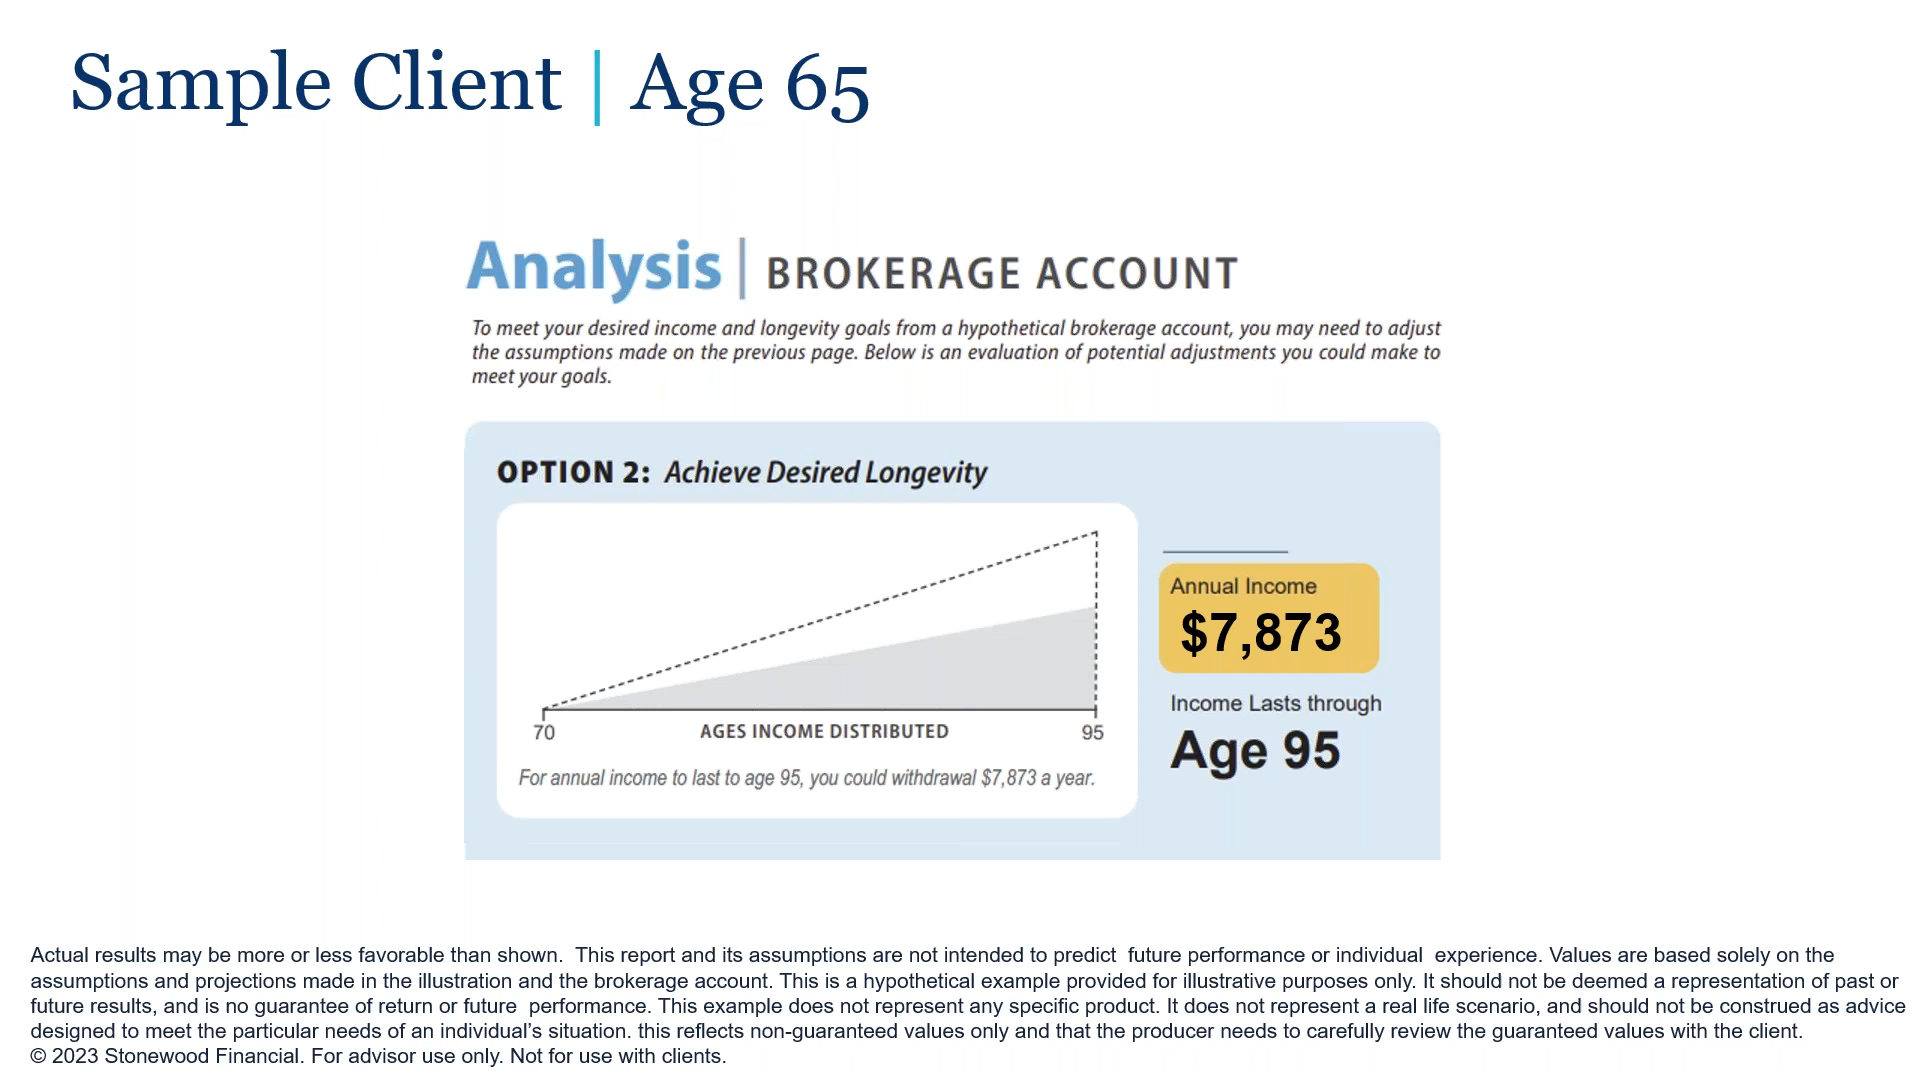 Sample Client | Age 65
Analysis | BROKERAGE ACCOUNT
To meet your desired income and longevity goals from a hypothetical brokerage account, you may need to adjust
the assumptions made on the previous page. Below is an evaluation of potential adjustments you could make to
meet your goals.
OPTION 2: Achieve Desired Longevity
70
AGES INCOME DISTRIBUTED
95
For annual income to last to age 95, you could withdrawal $7,873 a year.
Annual Income
$7,873
Income Lasts through
Age 95
Actual results may be more or less favorable than shown.  This report and its assumptions are not intended to predict  future performance or individual  experience. Values are based solely on the
assumptions and projections made in the illustration and the brokerage account. This is a hypothetical example provided for illustrative purposes only. It should not be deemed a representation of past or
future results, and is no guarantee of return or future  performance. This example does not represent any specific product. It does not represent a real life scenario, and should not be construed as advice
designed to meet the particular needs of an individual’s situation. this reflects non-guaranteed values only and that the producer needs to carefully review the guaranteed values with the client.
© 2023 Stonewood Financial. For advisor use only. Not for use with clients.